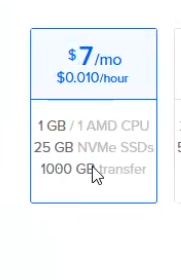 $7/mo
$0.010/hour
1 GB / 1 AMD CPU
25 GB NVMe SSDs
1000 GB transfer